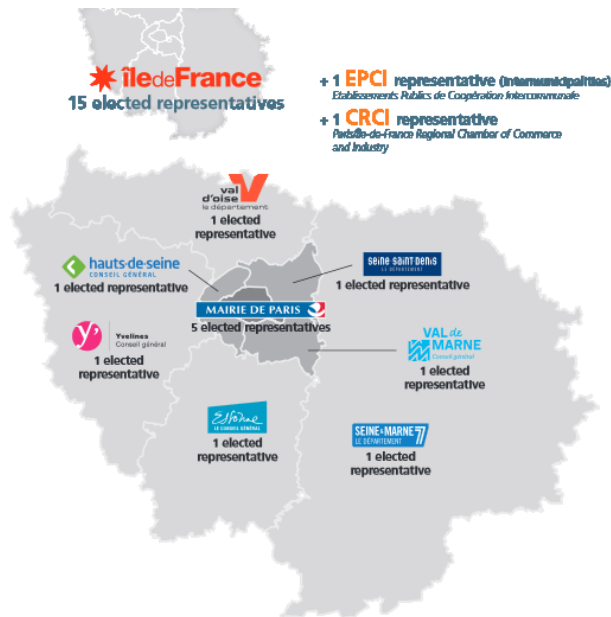 île de France
15 elected representatives
+ 1 EPCI representative (Intermunicipalities)
Etablissements Publics de Coopération Intercommunale
+ 1 CRCI representative
Paris Île-de-France Regional Chamber of Commerce
and Industry
val
d'oise
le département
1 elected
representative
hauts-de-seine
CONSEIL GÉNÉRAL
1 elected representative
seine saint denis
LE DÉPARTEMENT
1 elected representative
MAIRIE DE PARIS
5 elected representatives
y'
Yvelines
Conseil général
1 elected
representative
VAL de
MARNE
Conseil général
1 elected
representative
Essonne
LE CONSEIL GÉNÉRAL
1 elected
representative
SEINE & MARNE 77
LE DÉPARTEMENT
1 elected
representative